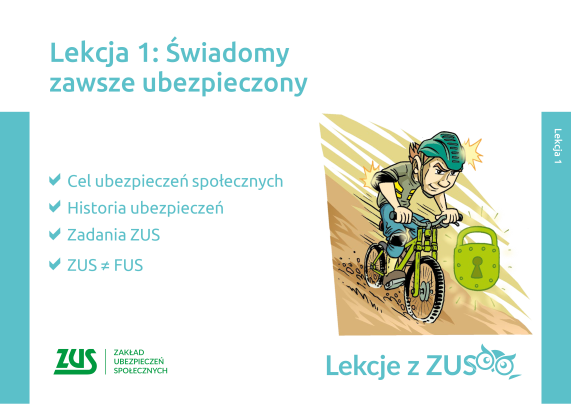 Lekcja 1: Świadomy
zawsze ubezpieczony
Lekcja 1
Cel ubezpieczeń społecznych
Historia ubezpieczeń
Zadania ZUS
ZUS ≠ FUS
ZUS
ZAKŁAD
UBEZPIECZEŃ
SPOŁECZNYCH
Lekcje z ZUS